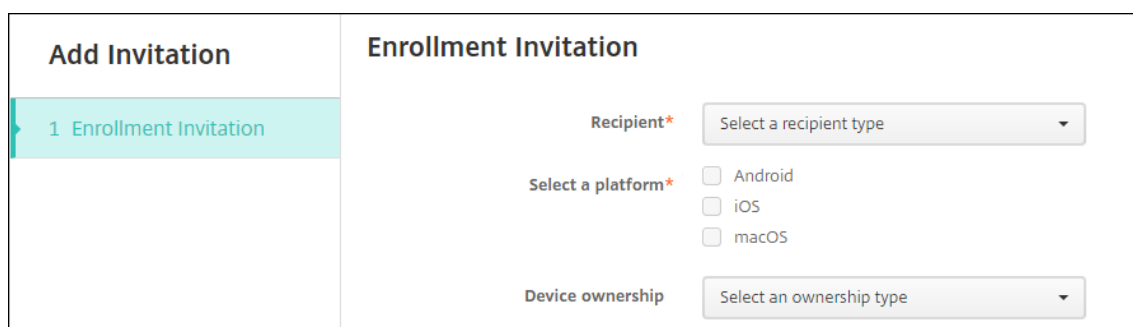 Add Invitation
1 Enrollment Invitation
Enrollment Invitation
Recipient*
Select a recipient type
Select a platform*
Android
iOS
macOS
Device ownership
Select an ownership type